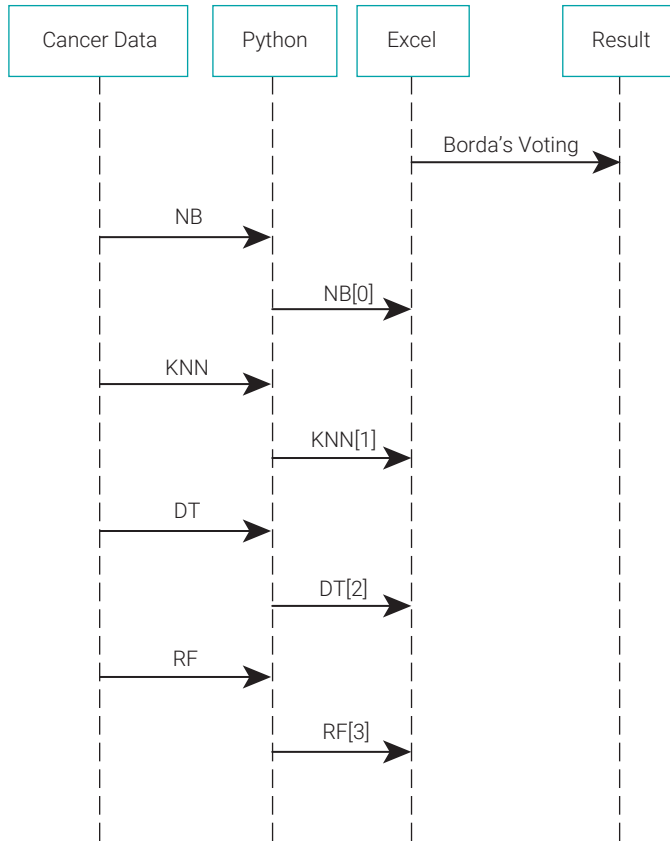 Cancer Data
Python
Excel
Result
Borda’s Voting
NB
NB[0]
KNN
KNN[1]
DT
DT[2]
RF
RF[3]